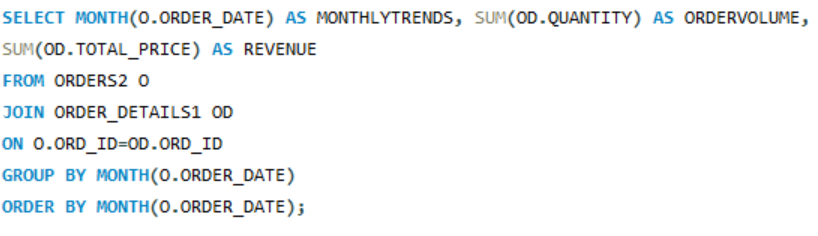 SELECT MONTH(O.ORDER_DATE) AS MONTHLYTRENDS, SUM(OD.QUANTITY) AS ORDERVOLUME,
SUM(OD.TOTAL_PRICE) AS REVENUE
FROM ORDERS2 O
JOIN ORDER_DETAILS1 OD
ON O.ORD_ID=OD.ORD_ID
GROUP BY MONTH(O.ORDER_DATE)
ORDER BY MONTH(O.ORDER_DATE);